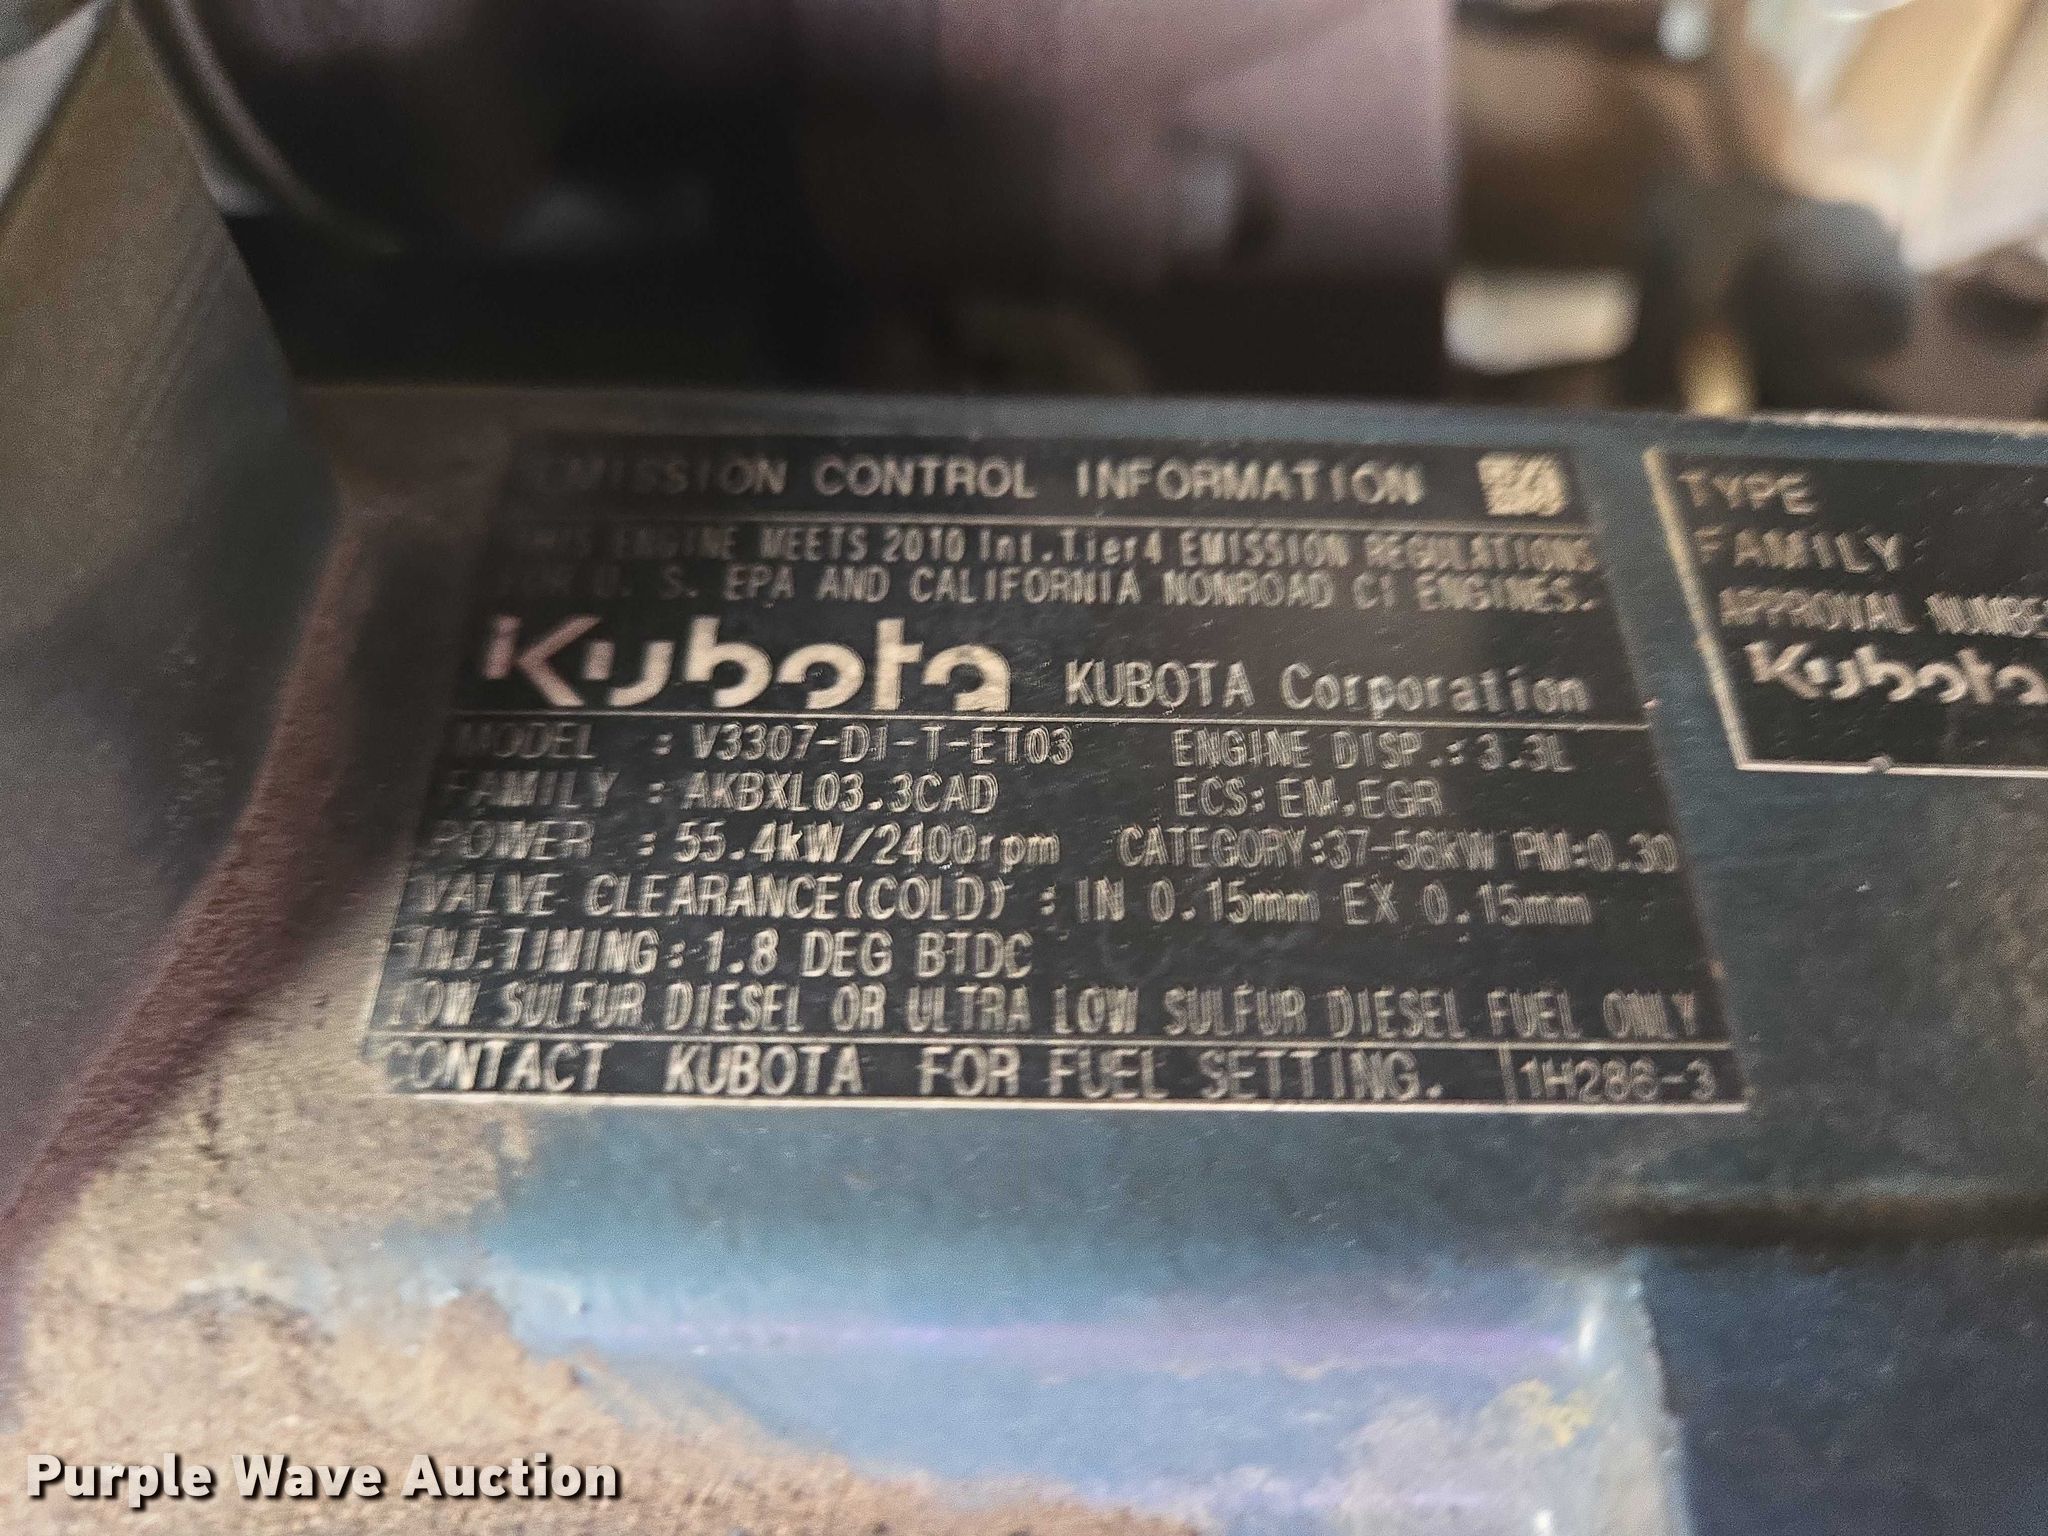 EMISSION CONTROL INFORMATION
THIS ENGINE MEETS 2010 Int.Tier4 EMISSION REGULATIONS
FOR U. S. EPA AND CALIFORNIA NONROAD CI ENGINES.
Kubota KUBOTA Corporation
MODEL : V3307-DI-T-ET03 ENGINE DISP.: 3.3L
FAMILY : AKBXL03.3CAD ECS: EM,EGR
POWER : 55.4kW/2400rpm CATEGORY:37-56kW PM:0.30
VALVE CLEARANCE(COLD) : IN 0.15mm EX 0.15mm
INJ.TIMING: 1.8 DEG BTDC
LOW SULFUR DIESEL OR ULTRA LOW SULFUR DIESEL FUEL ONLY
CONTACT KUBOTA FOR FUEL SETTING. 1H286-3
TYPE
FAMILY
APPROVAL NUMBE
Kubota
Purple Wave Auction